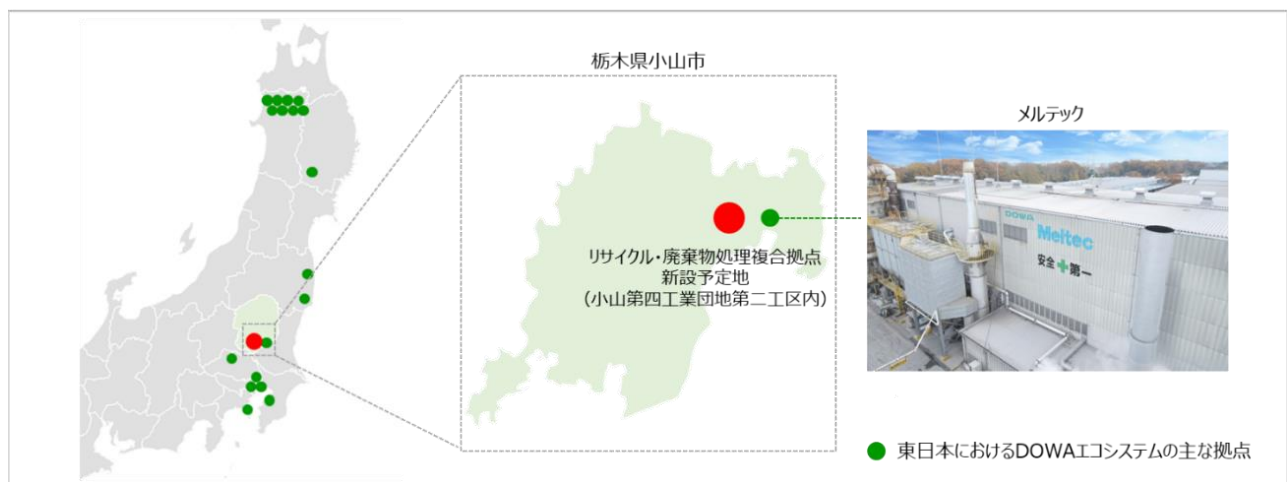 栃木県小山市
リサイクル・廃棄物処理複合拠点
新設予定地
（小山第四工業団地第二工区内）
メルテック
DOWA
Meltec
安全✚第一
東日本におけるDOWAエコシステムの主な拠点